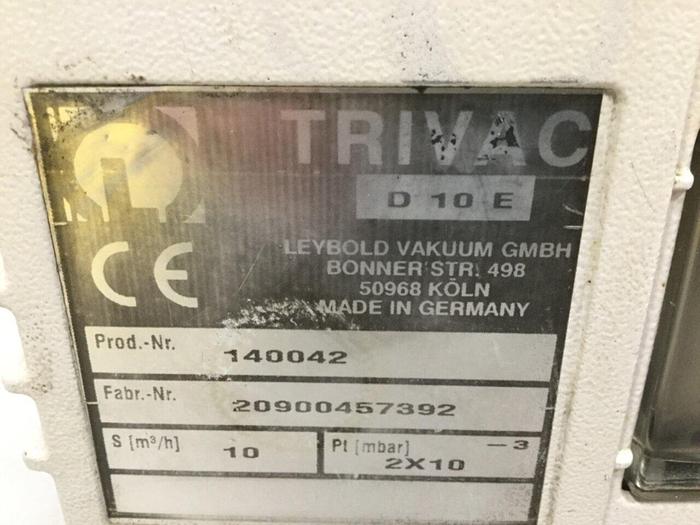 TRIVAC
D 10 E
CE
LEYBOLD VAKUUM GMBH
BONNER STR. 498
50968 KÖLN
MADE IN GERMANY
Prod.-Nr. 140042
Fabr.-Nr. 20900457392
S [m³/h] 10 Pt [mbar] 2X10 −3